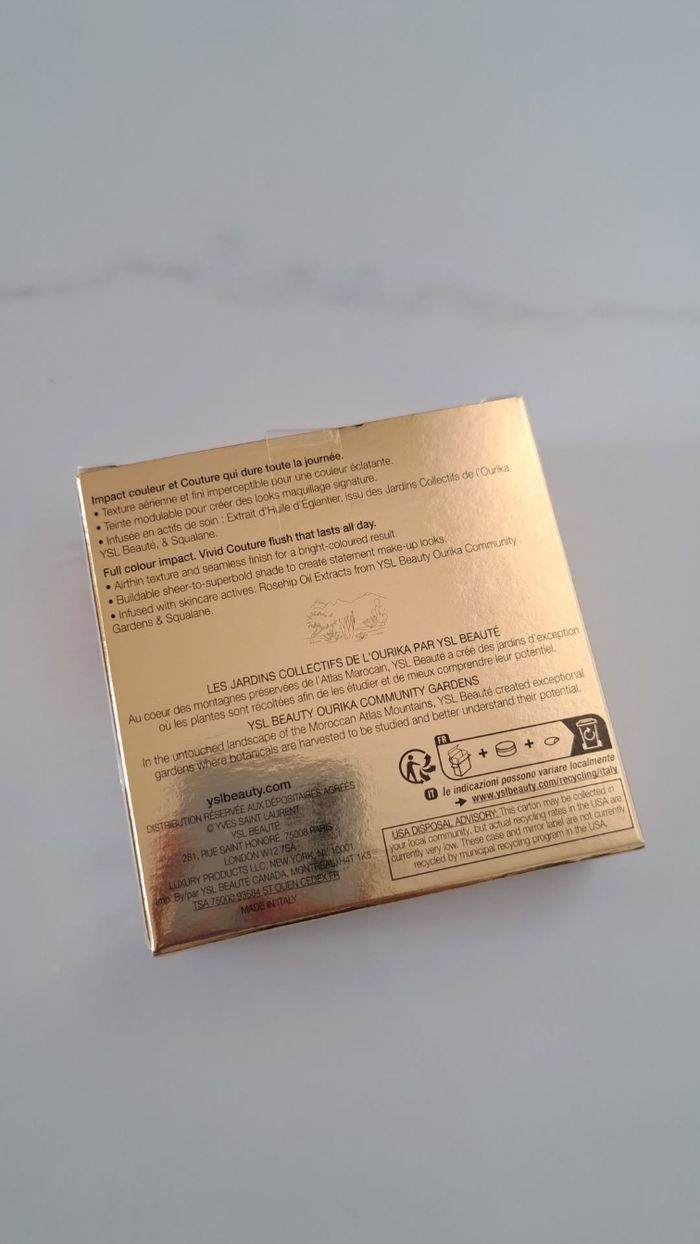 Impact couleur et Couture qui dure toute la journée.
• Texture aérienne et fini imperceptible pour une couleur éclatante.
• Teinte modulable pour créer des looks maquillage signature.
• Infusée en actifs de soin : Extrait d'Huile d'Églantier, issu des Jardins Collectifs de l'Ourika
YSL Beauté, & Squalane.
Full colour impact. Vivid Couture flush that lasts all day.
• Airthin texture and seamless finish for a bright-coloured result.
• Buildable sheer-to-superbold shade to create statement make-up looks.
• Infused with skincare actives: Rosehip Oil Extracts from YSL Beauty Ourika Community
Gardens & Squalane.
LES JARDINS COLLECTIFS DE L'OURIKA PAR YSL BEAUTÉ
Au coeur des montagnes préservées de l'Atlas Marocain, YSL Beauté a créé des jardins d'exception
où les plantes sont récoltées afin de les étudier et de mieux comprendre leur potentiel.
YSL BEAUTY OURIKA COMMUNITY GARDENS
In the untouched landscape of the Moroccan Atlas Mountains, YSL Beauté created exceptional
gardens where botanicals are harvested to be studied and better understand their potential.
yslbeauty.com
DISTRIBUTION RÉSERVÉE AUX DÉPOSITAIRES AGRÉÉS
© YVES SAINT LAURENT
YSL BEAUTÉ
281, RUE SAINT HONORÉ, 75008 PARIS
LONDON W12 7SA
LUXURY PRODUCTS LLC, NEW YORK, NY 10001
Imp. By/par YSL BEAUTÉ CANADA, MONTRÉAL H4T 1K5
TSA 75000 93584 ST OUEN CEDEX FR
MADE IN ITALY
FR
+ +
IT le indicazioni possono variare localmente
www.yslbeauty.com/recycling/italy
USA DISPOSAL ADVISORY: This carton may be collected in
your local community, but actual recycling rates in the USA are
currently very low. These case and mirror label are not currently
recycled by municipal recycling program in the USA.